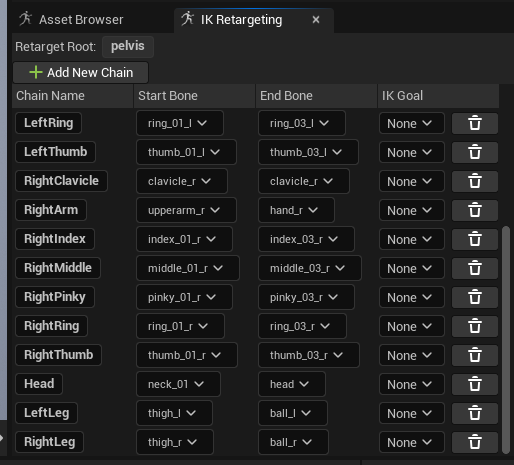 Asset Browser IK Retargeting ×
Retarget Root: pelvis
+ Add New Chain
Chain Name Start Bone End Bone IK Goal
LeftRing ring_01_l ring_03_l None
LeftThumb thumb_01_l thumb_03_l None
RightClavicle clavicle_r clavicle_r None
RightArm upperarm_r hand_r None
RightIndex index_01_r index_03_r None
RightMiddle middle_01_r middle_03_r None
RightPinky pinky_01_r pinky_03_r None
RightRing ring_01_r ring_03_r None
RightThumb thumb_01_r thumb_03_r None
Head neck_01 head None
LeftLeg thigh_l ball_l None
RightLeg thigh_r ball_r None